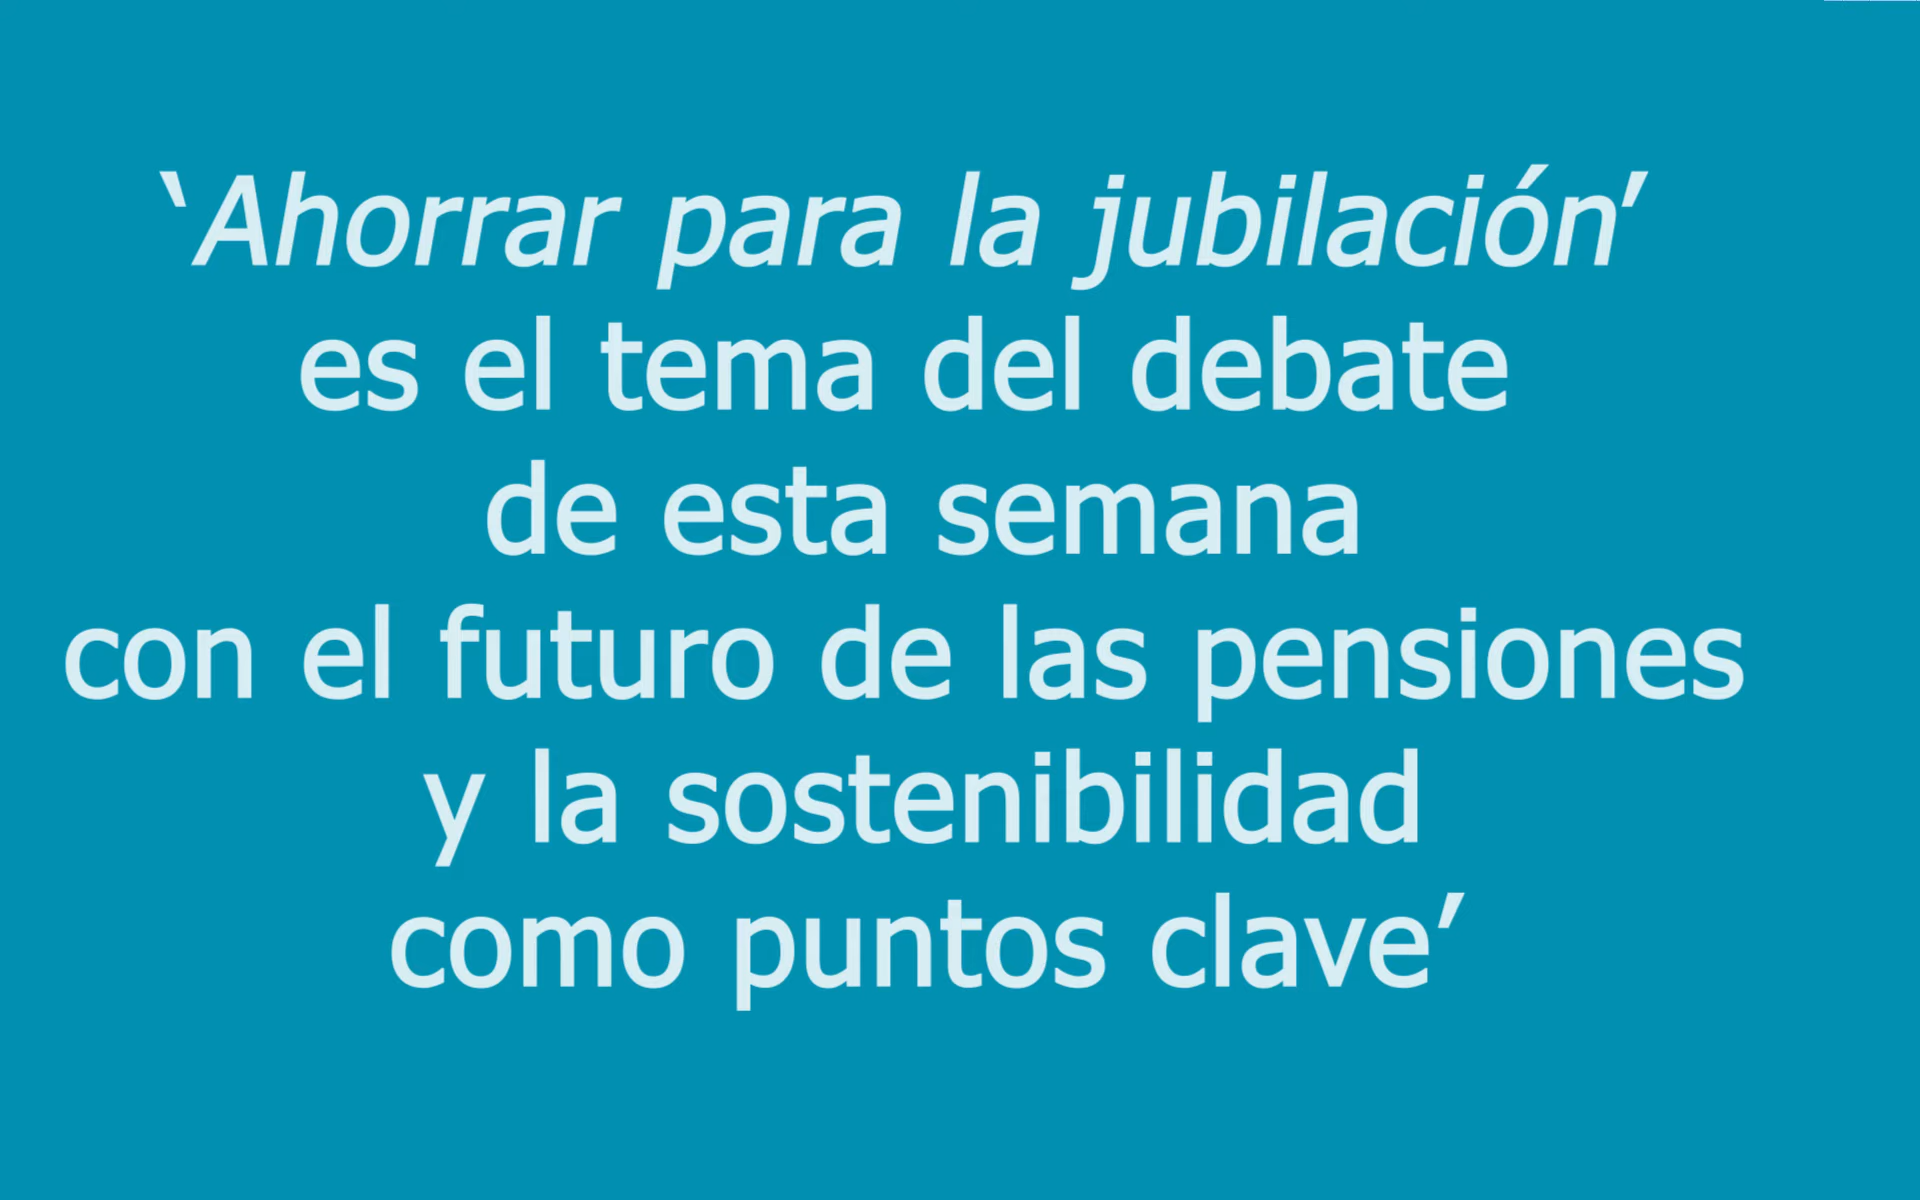 ‘Ahorrar para la jubilación’
es el tema del debate
de esta semana
con el futuro de las pensiones
y la sostenibilidad
como puntos clave’